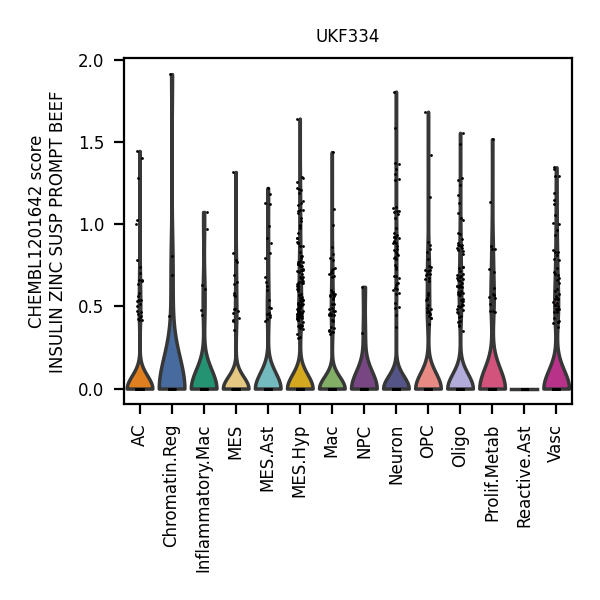 UKF334
CHEMBL1201642 score
INSULIN ZINC SUSP PROMPT BEEF
2.0
1.5
1.0
0.5
0.0
AC
Chromatin.Reg
Inflammatory.Mac
MES
MES.Ast
MES.Hyp
Mac
NPC
Neuron
OPC
Oligo
Prolif.Metab
Reactive.Ast
Vasc